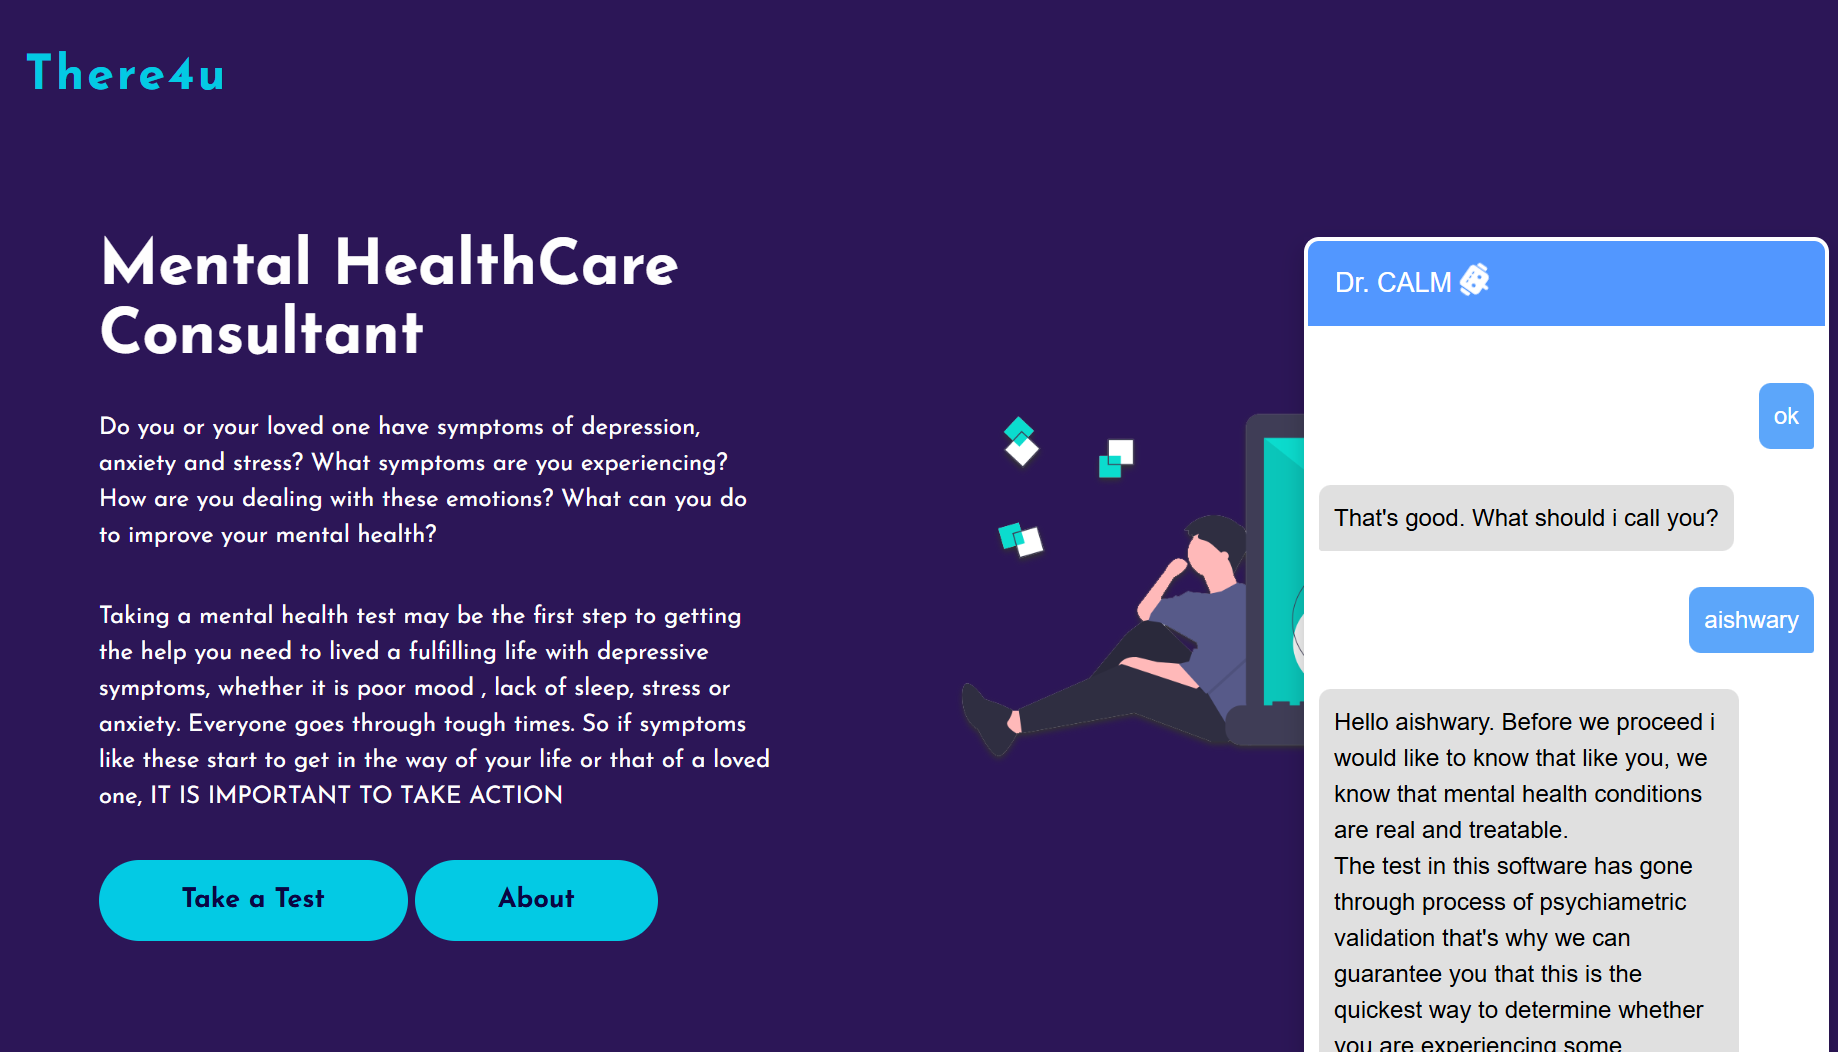 There4u
Mental HealthCare
Consultant
Do you or your loved one have symptoms of depression,
anxiety and stress? What symptoms are you experiencing?
How are you dealing with these emotions? What can you do
to improve your mental health?
Taking a mental health test may be the first step to getting
the help you need to lived a fulfilling life with depressive
symptoms, whether it is poor mood , lack of sleep, stress or
anxiety. Everyone goes through tough times. So if symptoms
like these start to get in the way of your life or that of a loved
one, IT IS IMPORTANT TO TAKE ACTION
Take a Test
About
Dr. CALM
ok
That's good. What should i call you?
aishwary
Hello aishwary. Before we proceed i
would like to know that like you, we
know that mental health conditions
are real and treatable.
The test in this software has gone
through process of psychiametric
validation that's why we can
guarantee you that this is the
quickest way to determine whether
you are experiencing some